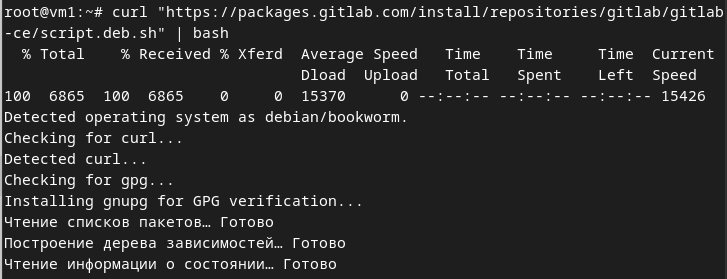 root@vm1:~# curl "https://packages.gitlab.com/install/repositories/gitlab/gitlab
-ce/script.deb.sh" | bash
% Total % Received % Xferd Average Speed Time Time Time Current
Dload Upload Total Spent Left Speed
100 6865 100 6865 0 0 15370 0 --:--:-- --:--:-- --:--:-- 15426
Detected operating system as debian/bookworm.
Checking for curl...
Detected curl...
Checking for gpg...
Installing gnupg for GPG verification...
Чтение списков пакетов… Готово
Построение дерева зависимостей… Готово
Чтение информации о состоянии… Готово